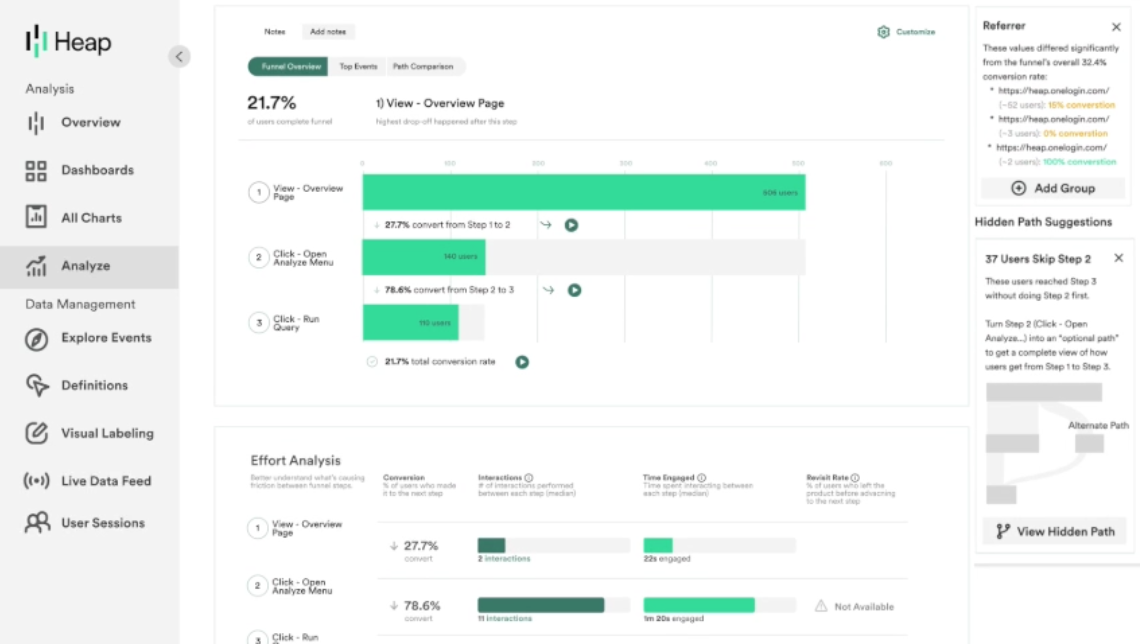 Heap
Analysis
Overview
Dashboards
All Charts
Analyze
Data Management
Explore Events
Definitions
Visual Labeling
Live Data Feed
User Sessions
Notes
Add notes
Customize
Funnel Overview
Top Events
Path Comparison
21.7%
of users complete funnel
1) View - Overview Page
highest drop-off happened after this step
0
100
200
300
400
500
600
1
View - Overview
Page
506 users
27.7% convert from Step 1 to 2
2
Click - Open
Analyze Menu
140 users
78.6% convert from Step 2 to 3
3
Click - Run
Query
110 users
21.7% total conversion rate
Effort Analysis
Better understand what's causing
friction between funnel steps.
Conversion
% of users who made
it to the next step
Interactions
# of interactions performed
between each step (median)
Time Engaged
Time spent interacting between
each step (median)
Revisit Rate
% of users who left the
product before advancing
to the next step
1
View - Overview
Page
27.7%
convert
2 interactions
22s engaged
2
Click - Open
Analyze Menu
78.6%
convert
11 interactions
1m 20s engaged
Not Available
3
Click - Run
Referrer
These values differed significantly
from the funnel's overall 32.4%
conversion rate:
* https://heap.onelogin.com/
(~52 users): 15% converstion
* https://heap.onelogin.com/
(~3 users): 0% converstion
* https://heap.onelogin.com/
(~2 users): 100% converstion
Add Group
Hidden Path Suggestions
37 Users Skip Step 2
These users reached Step 3
without doing Step 2 first.
Turn Step 2 (Click - Open
Analyze...) into an "optional path"
to get a complete view of how
users get from Step 1 to Step 3.
Alternate Path
View Hidden Path